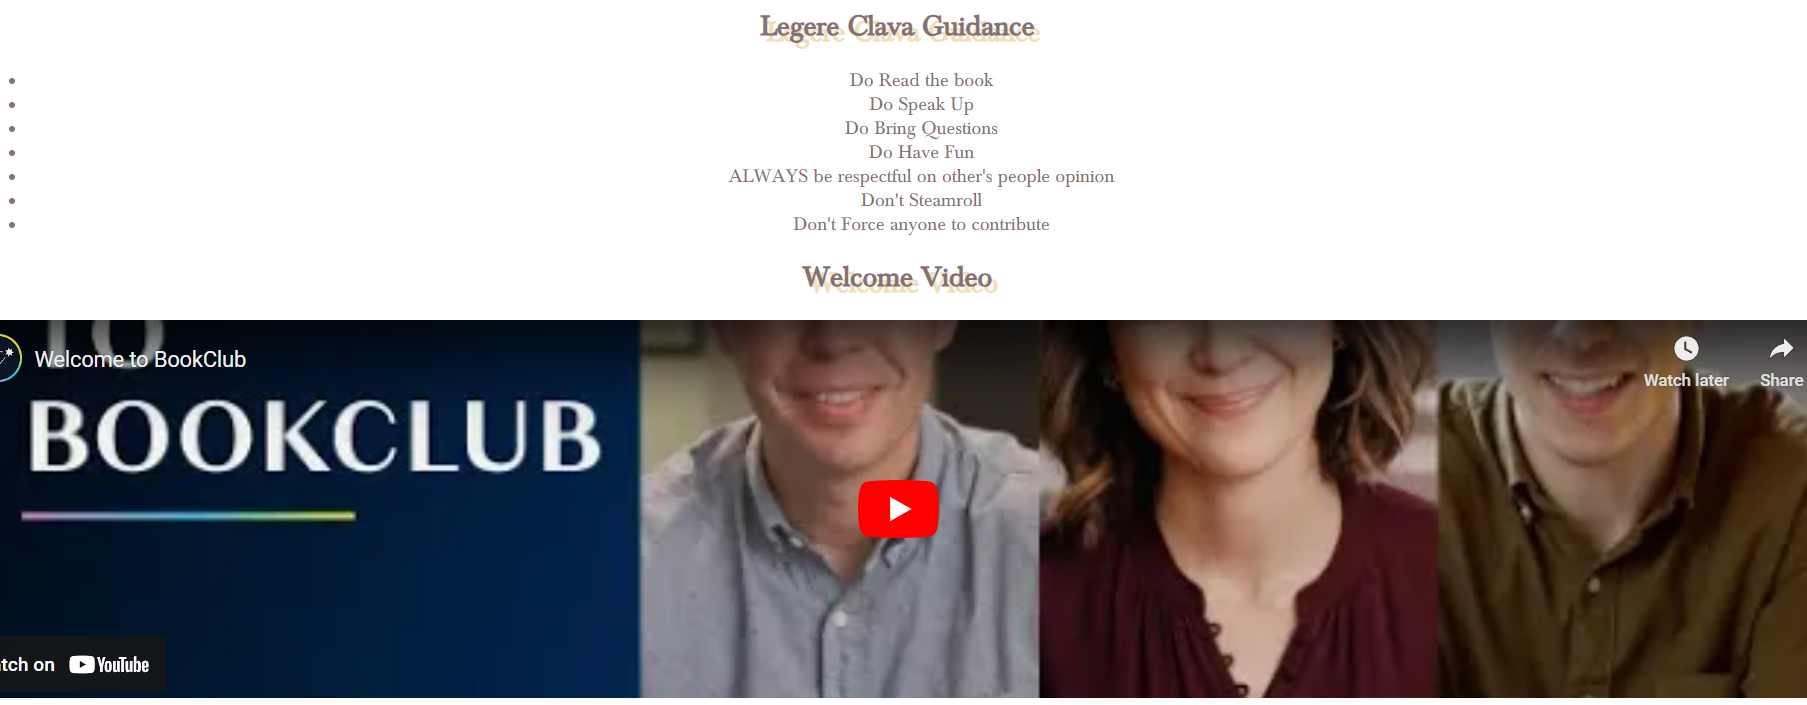 Legere Clava Guidance
Do Read the book
Do Speak Up
Do Bring Questions
Do Have Fun
ALWAYS be respectful on other's people opinion
Don't Steamroll
Don't Force anyone to contribute
Welcome Video
TO
Welcome to BookClub
Watch later
Share
BOOKCLUB
tch on YouTube